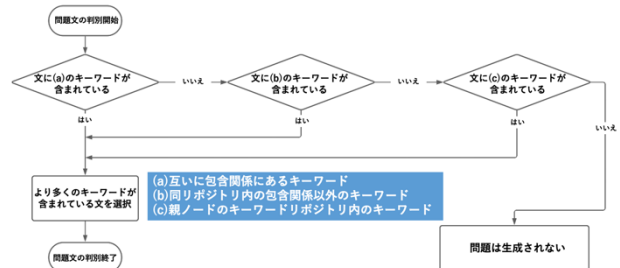 問題文の判別開始
文に(a)のキーワードが
含まれている
いいえ
文に(b)のキーワードが
含まれている
いいえ
文に(c)のキーワードが
含まれている
はい
はい
はい
いいえ
より多くのキーワードが
含まれている文を選択
(a)互いに包含関係にあるキーワード
(b)同リポジトリ内の包含関係以外のキーワード
(c)親ノードのキーワードリポジトリ内のキーワード
問題文の判別終了
問題は生成されない